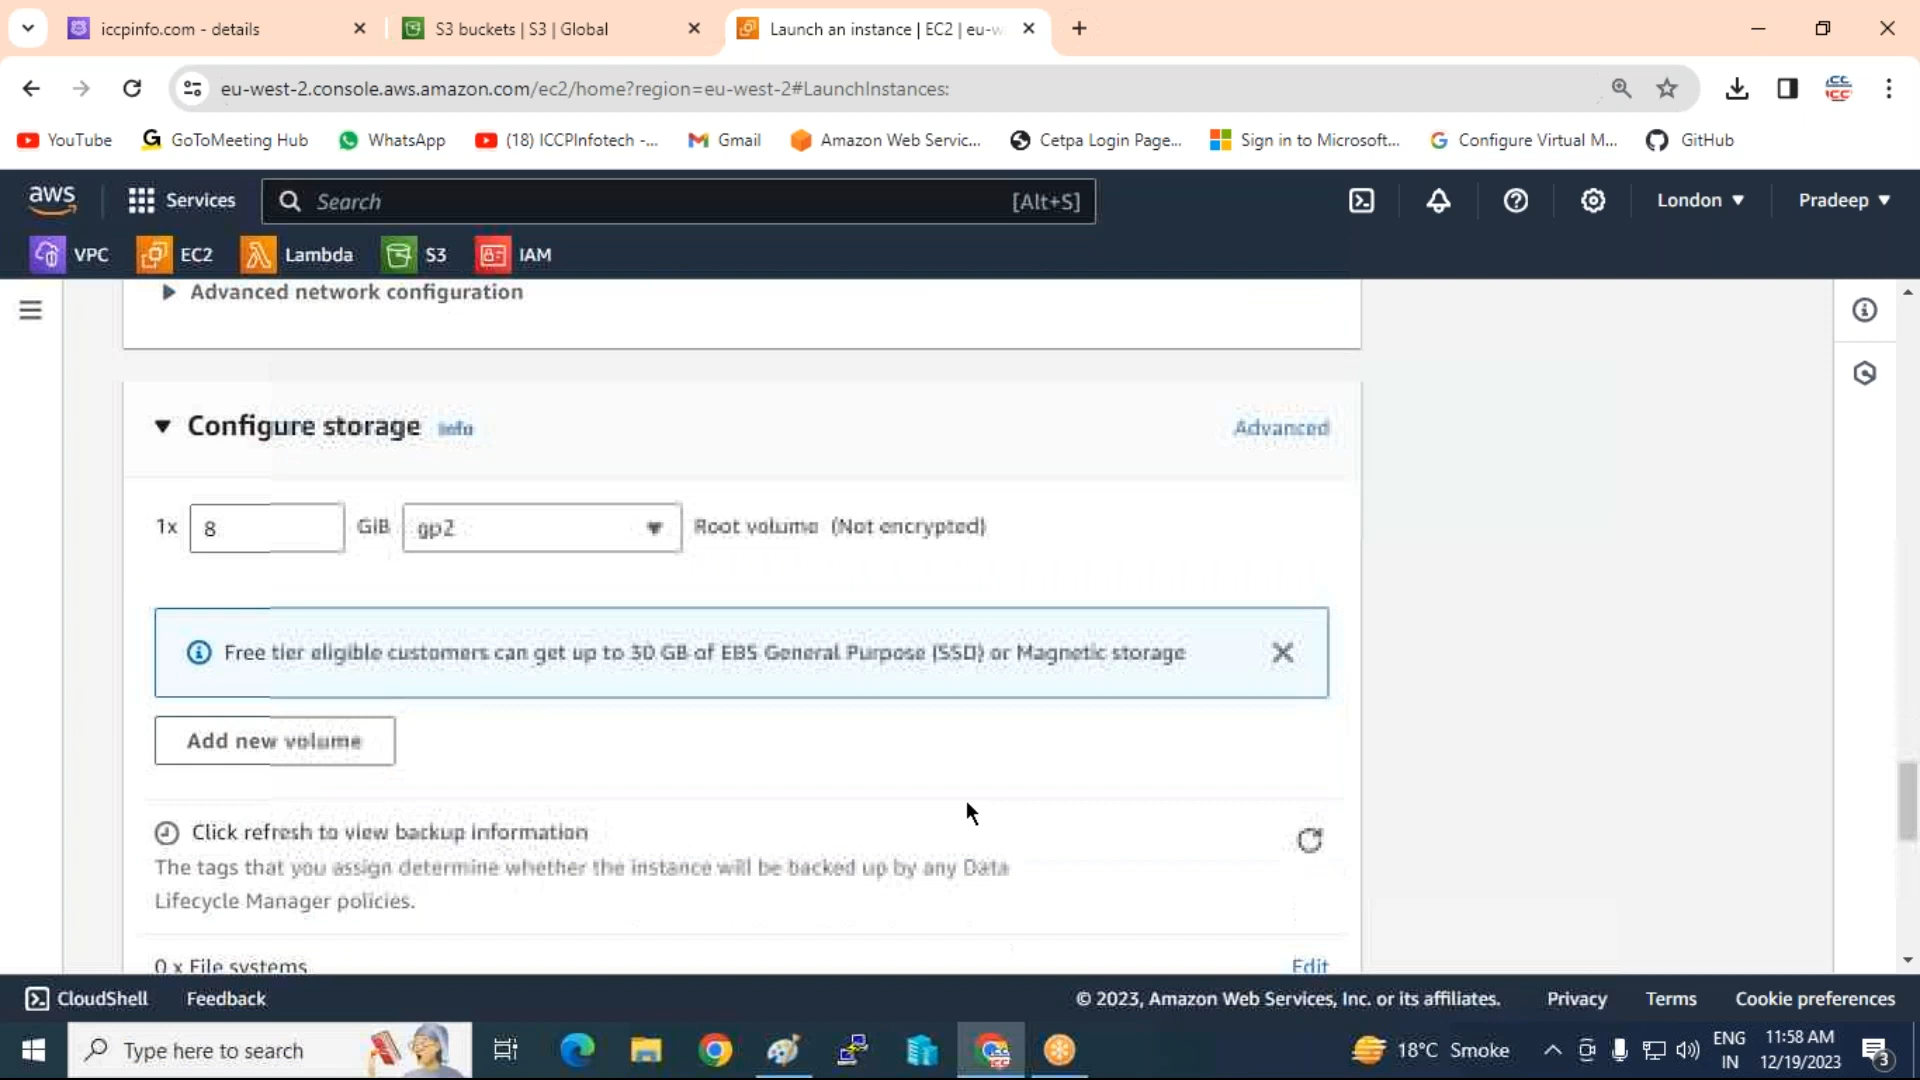 iccpinfo.com - details
S3 buckets | S3 | Global
Launch an instance | EC2 | eu-w
eu-west-2.console.aws.amazon.com/ec2/home?region=eu-west-2#LaunchInstances:
YouTube
GoToMeeting Hub
WhatsApp
(18) ICCPInfotech -...
Gmail
Amazon Web Servic...
Cetpa Login Page...
Sign in to Microsoft...
Configure Virtual M...
GitHub
aws
Services
Search
[Alt+S]
London
Pradeep
VPC
EC2
Lambda
S3
IAM
Advanced network configuration
Configure storage Info
Advanced
1x 8 GiB gp2 Root volume (Not encrypted)
Free tier eligible customers can get up to 30 GB of EBS General Purpose (SSD) or Magnetic storage
Add new volume
Click refresh to view backup information
The tags that you assign determine whether the instance will be backed up by any Data
Lifecycle Manager policies.
0 x File systems
Edit
CloudShell
Feedback
© 2023, Amazon Web Services, Inc. or its affiliates.
Privacy
Terms
Cookie preferences
Type here to search
18°C Smoke
ENG
IN
11:58 AM
12/19/2023
3